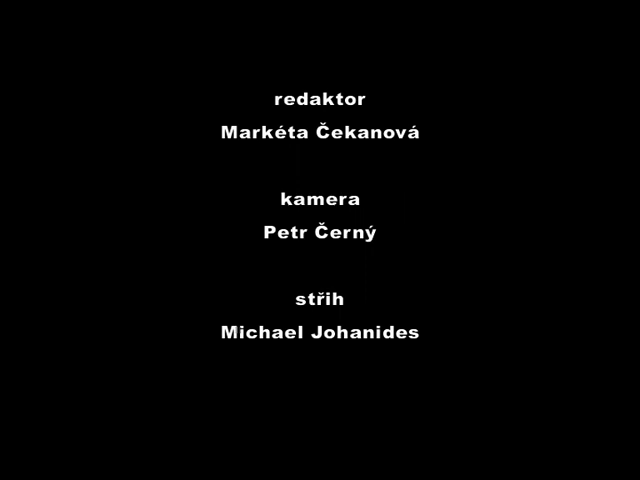 redaktor
Markéta Čekanová
kamera
Petr Černý
střih
Michael Johanides